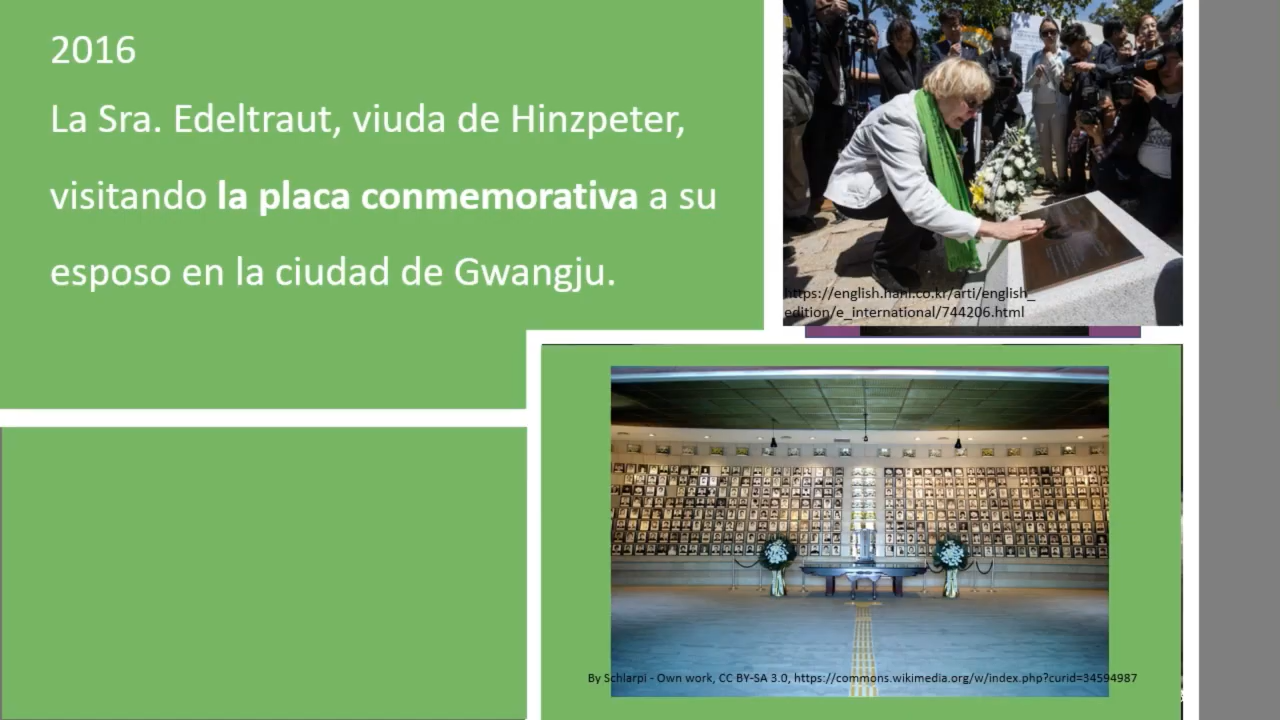 2016
La Sra. Edeltraut, viuda de Hinzpeter,
visitando la placa conmemorativa a su
esposo en la ciudad de Gwangju.
https://english.hani.co.kr/arti/english_
edition/e_international/744206.html
By Schlarpi - Own work, CC BY-SA 3.0, https://commons.wikimedia.org/w/index.php?curid=34594987